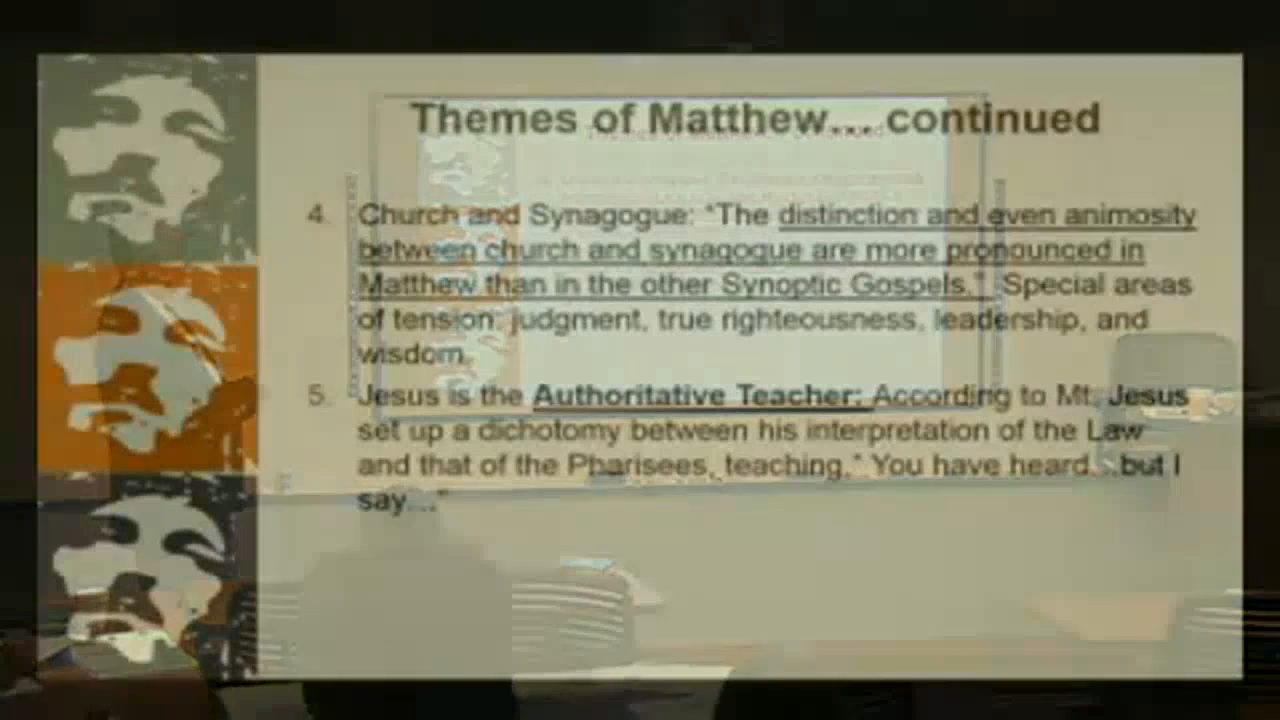 Themes of Matthew... continued
4. Church and Synagogue: "The distinction and even animosity
between church and synagogue are more pronounced in
Matthew than in the other Synoptic Gospels." Special areas
of tension: judgment, true righteousness, leadership, and
wisdom.
5. Jesus is the Authoritative Teacher: According to Mt, Jesus
set up a dichotomy between his interpretation of the Law
and that of the Pharisees, teaching," You have heard...but I
say..."